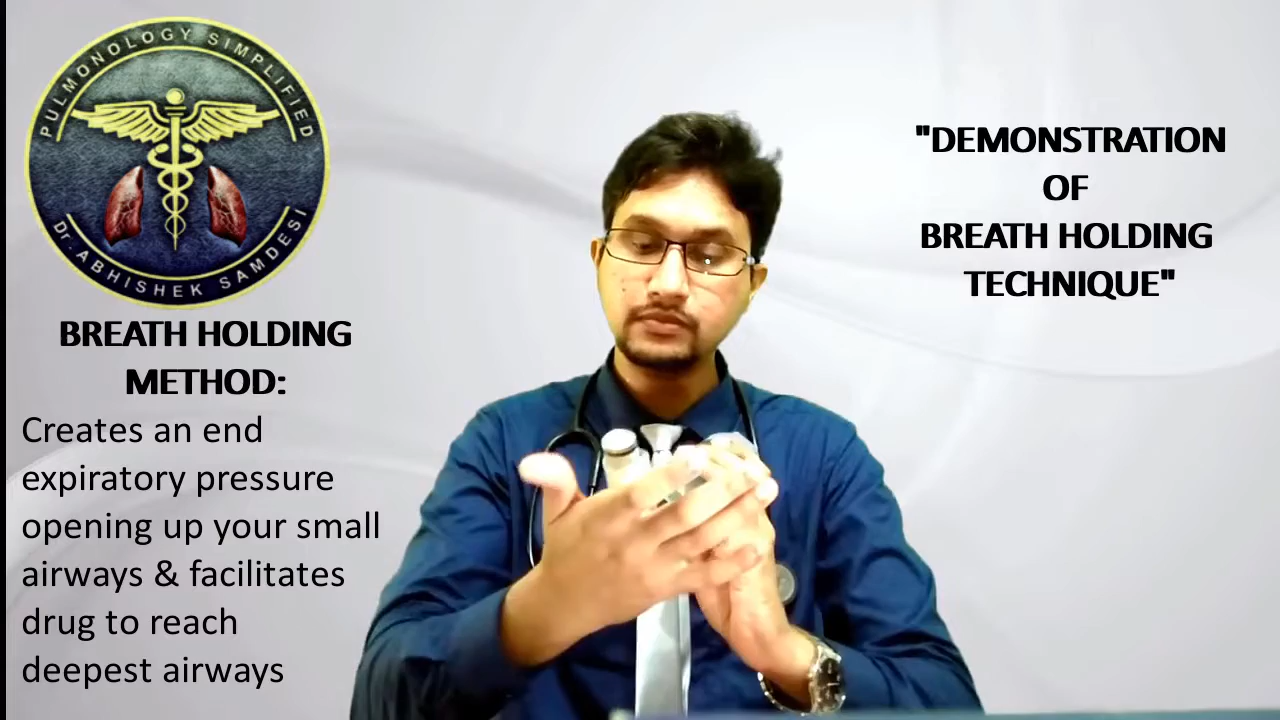 PULMONOLOGY SIMPLIFIED
Dr. ABHISHEK SAMDESI
BREATH HOLDING
METHOD:
Creates an end
expiratory pressure
opening up your small
airways & facilitates
drug to reach
deepest airways
"DEMONSTRATION
OF
BREATH HOLDING
TECHNIQUE"